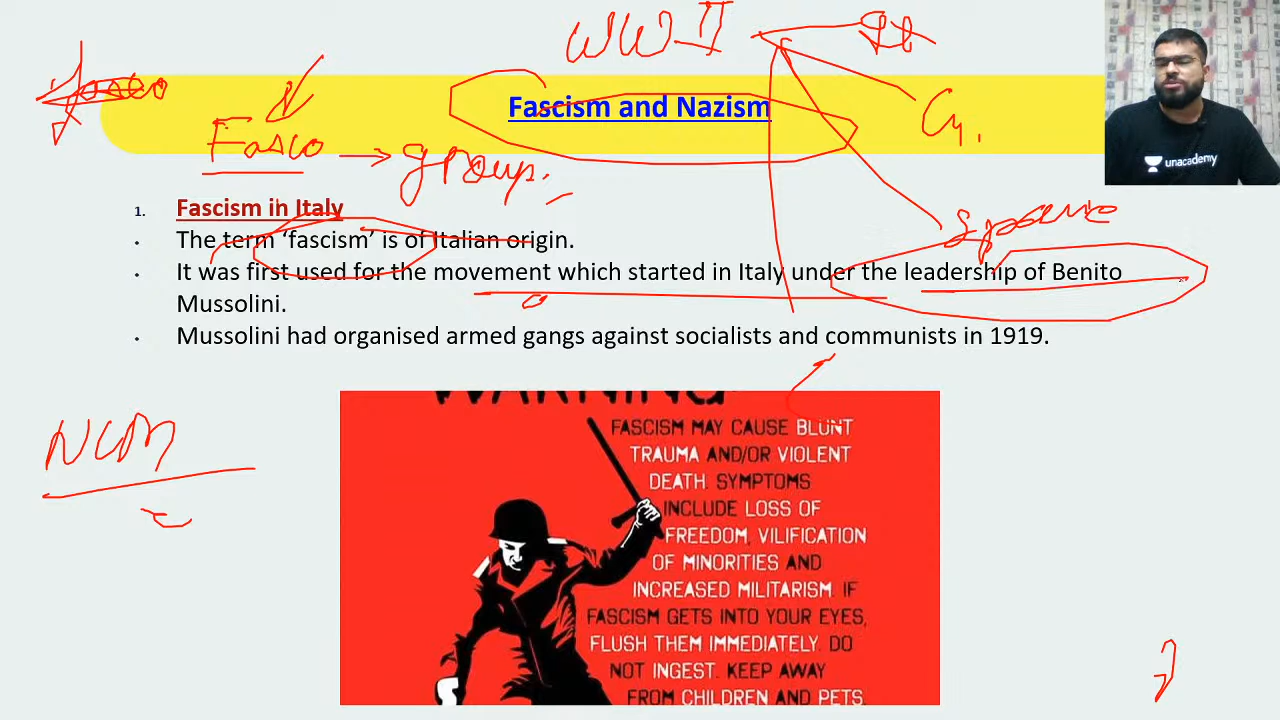 WW-II
It
Fascism and Nazism
G4.
unacademy
Fasco → group.
1. Fascism in Italy
• The term ‘fascism’ is of Italian origin.
• It was first used for the movement which started in Italy under the leadership of Benito
Mussolini.
• Mussolini had organised armed gangs against socialists and communists in 1919.
WARNING
FASCISM MAY CAUSE BLUNT
TRAUMA AND/OR VIOLENT
DEATH. SYMPTOMS
INCLUDE LOSS OF
FREEDOM, VILIFICATION
OF MINORITIES AND
INCREASED MILITARISM. IF
FASCISM GETS INTO YOUR EYES,
FLUSH THEM IMMEDIATELY. DO
NOT INGEST. KEEP AWAY
FROM CHILDREN AND PETS.
NCM